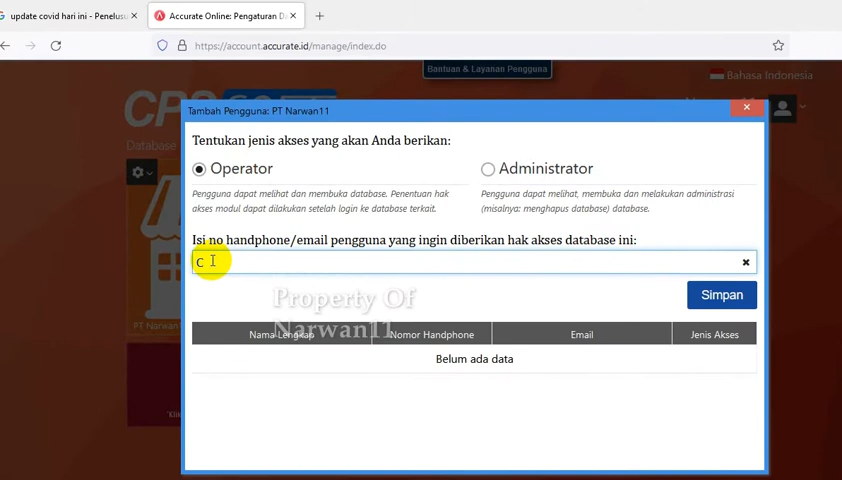 update covid hari ini - Penelusu ×
Accurate Online: Pengaturan Da ×
https://account.accurate.id/manage/index.do
Bantuan & Layanan Pengguna
Bahasa Indonesia
CPS
Database
Tambah Pengguna: PT Narwan11
Tentukan jenis akses yang akan Anda berikan:
Operator
Administrator
Pengguna dapat melihat dan membuka database. Penentuan hak
akses modul dapat dilakukan setelah login ke database terkait.
Pengguna dapat melihat, membuka dan melakukan administrasi
(misalnya: menghapus database) database.
Isi no handphone/email pengguna yang ingin diberikan hak akses database ini:
C
Simpan
Property Of
Narwan11
Nama Lengkap Nomor Handphone Email Jenis Akses
Belum ada data
PT Narwan1
"Klik